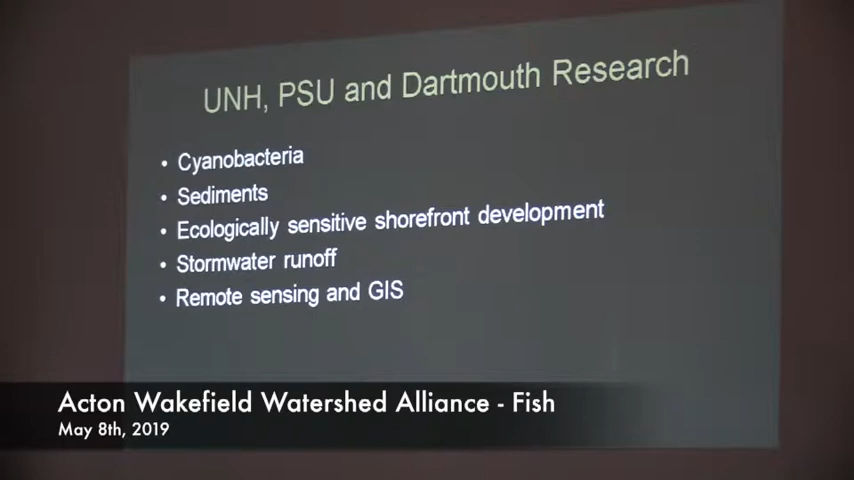 UNH, PSU and Dartmouth Research
• Cyanobacteria
• Sediments
• Ecologically sensitive shorefront development
• Stormwater runoff
• Remote sensing and GIS
Acton Wakefield Watershed Alliance - Fish
May 8th, 2019